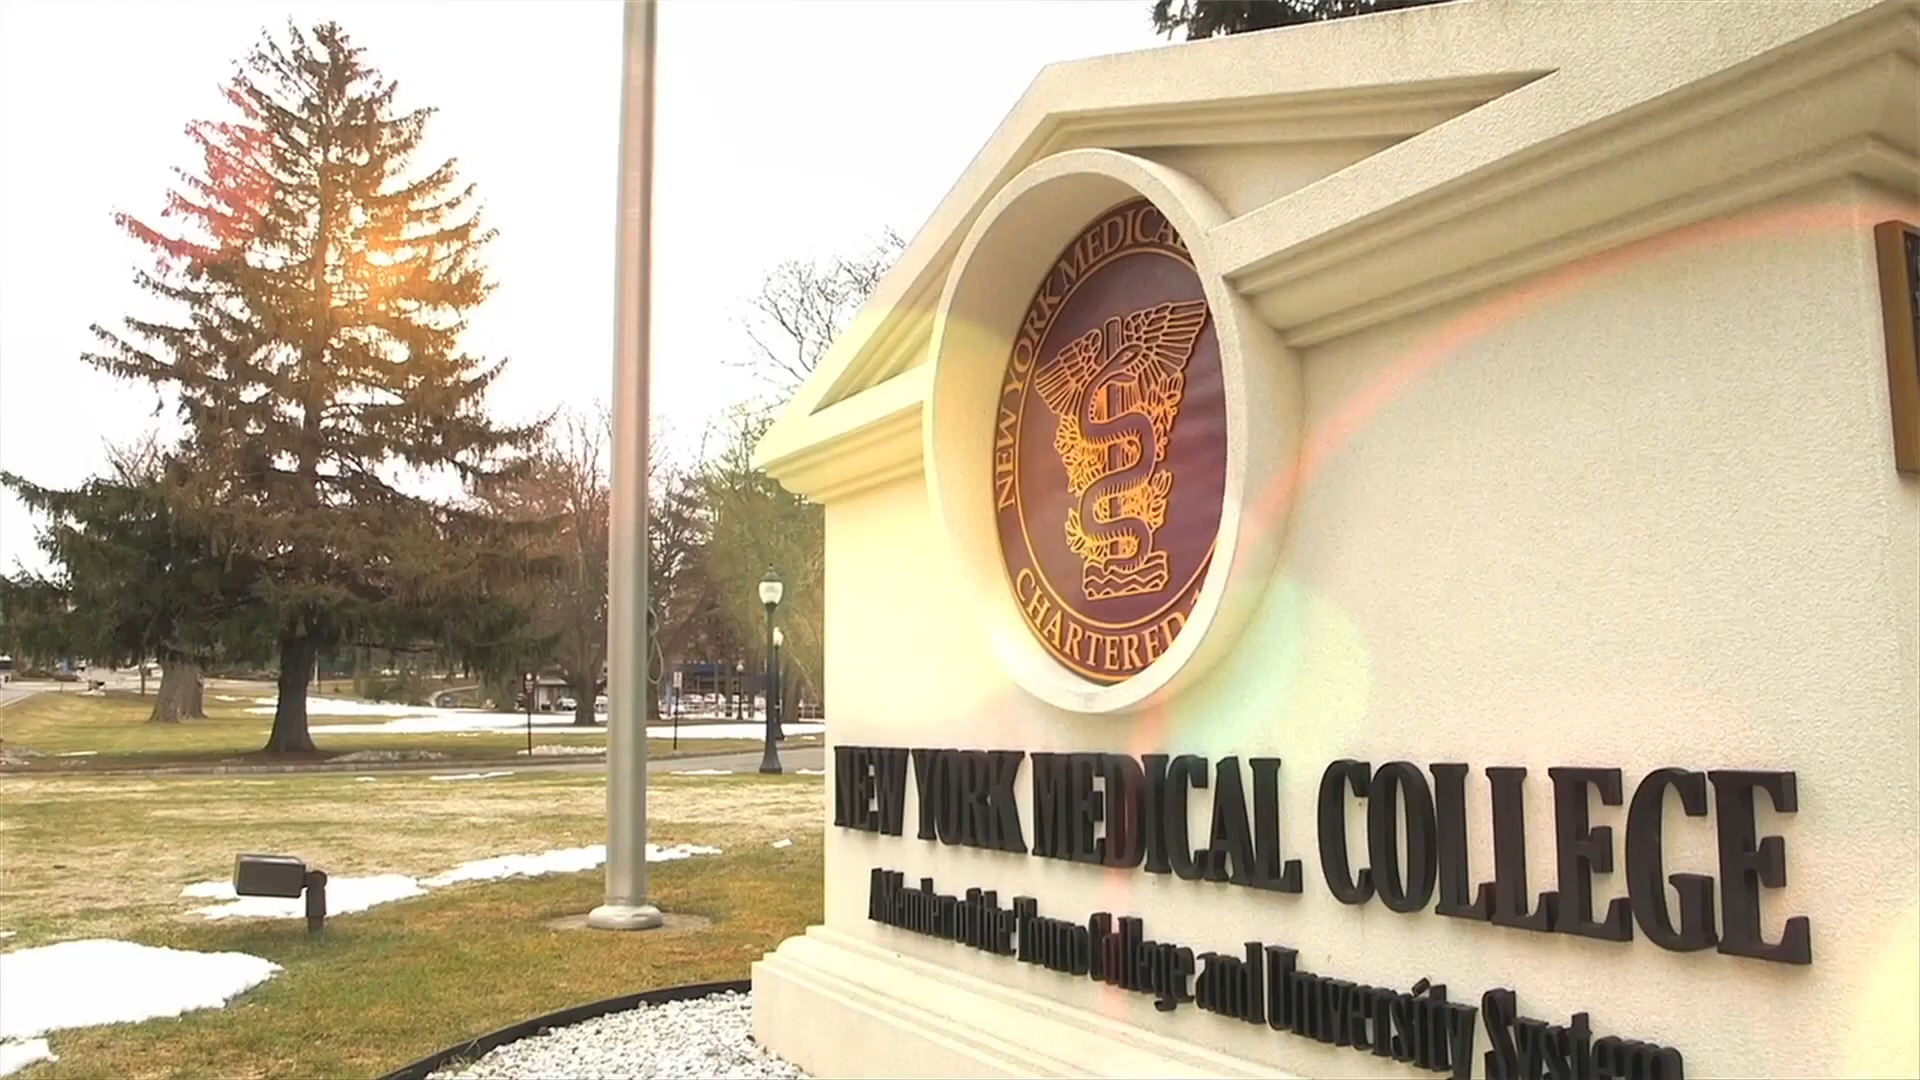 NEW YORK MEDICAL
CHARTERED
NEW YORK MEDICAL COLLEGE
A Member of the Touro College and University System